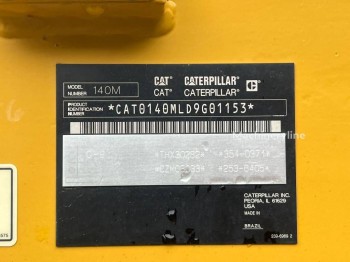 MODEL NUMBER 140M
CAT CATERPILLAR C
CAT CATERPILLAR
PRODUCT IDENTIFICATION NUMBER *CAT0140MLD9G01153*
CATERPILLAR INC.
PEORIA, IL 61629
USA
MADE IN
BRAZIL